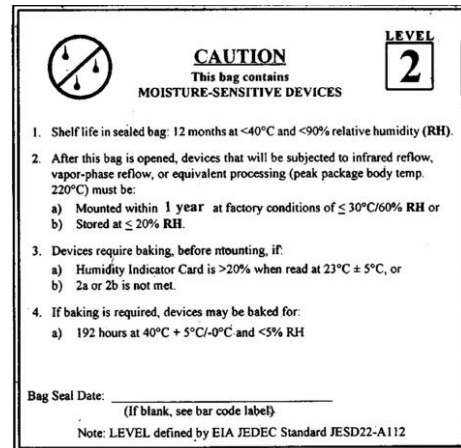 LEVEL
2
CAUTION
This bag contains
MOISTURE-SENSITIVE DEVICES
1. Shelf life in sealed bag: 12 months at <40°C and <90% relative humidity (RH).
2. After this bag is opened, devices that will be subjected to infrared reflow,
vapor-phase reflow, or equivalent processing (peak package body temp.
220°C) must be:
a) Mounted within 1 year at factory conditions of ≤ 30°C/60% RH or
b) Stored at ≤ 20% RH.
3. Devices require baking, before mounting, if:
a) Humidity Indicator Card is >20% when read at 23°C ± 5°C, or
b) 2a or 2b is not met.
4. If baking is required, devices may be baked for:
a) 192 hours at 40°C + 5°C/-0°C and <5% RH
Bag Seal Date:
(If blank, see bar code label)
Note: LEVEL defined by EIA JEDEC Standard JESD22-A112